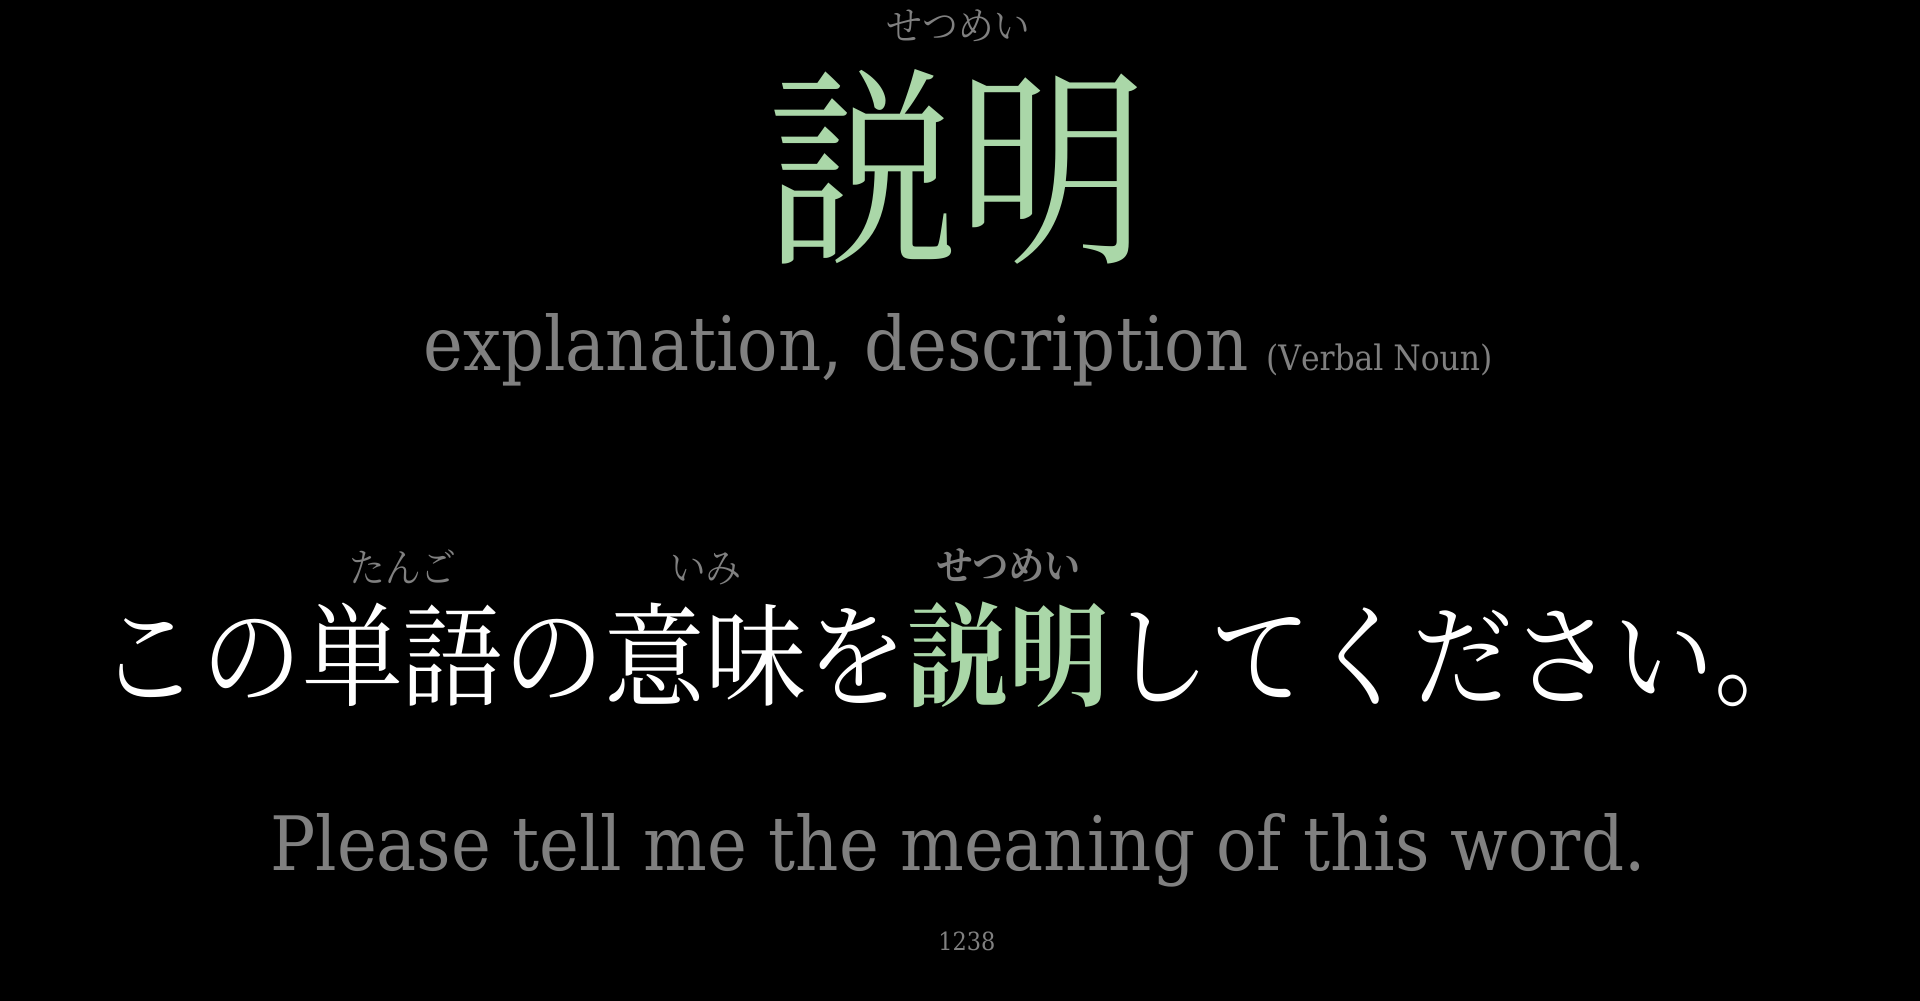 せつめい
説明
explanation, description (Verbal Noun)
たんご いみ せつめい
この単語の意味を説明してください。
Please tell me the meaning of this word.
1238